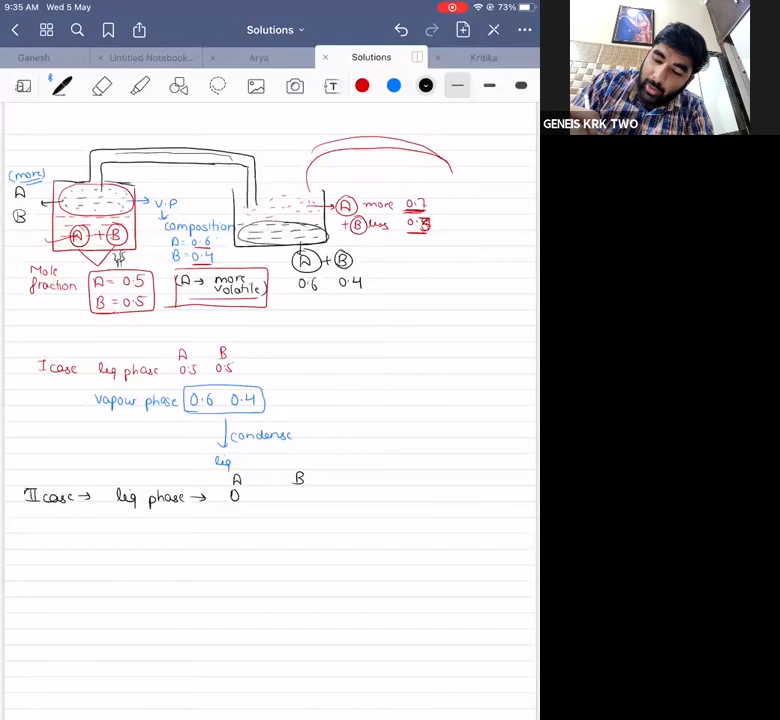 9:35 AM Wed 5 May
73%
Solutions
Ganesh
Untitled Notebook...
Arya
Solutions
Kritika
T
GENEIS KRK TWO
(more)
A
B
V.P
composition
A = 0.6
B = 0.4
A + B
Mole fraction
A = 0.5
B = 0.5
(A → more volatile)
A more 0.7
+ B less 0.3
A + B
0.6 0.4
I case liq phase
A B
0.5 0.5
Vapour phase 0.6 0.4
condense
liq
A B
II case → liq phase → 0